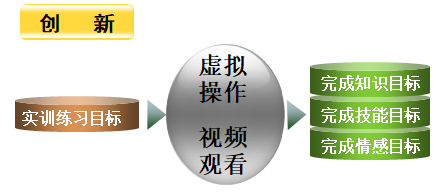 创 新
实训练习目标
虚拟
操作
视频
观看
完成知识目标
完成技能目标
完成情感目标